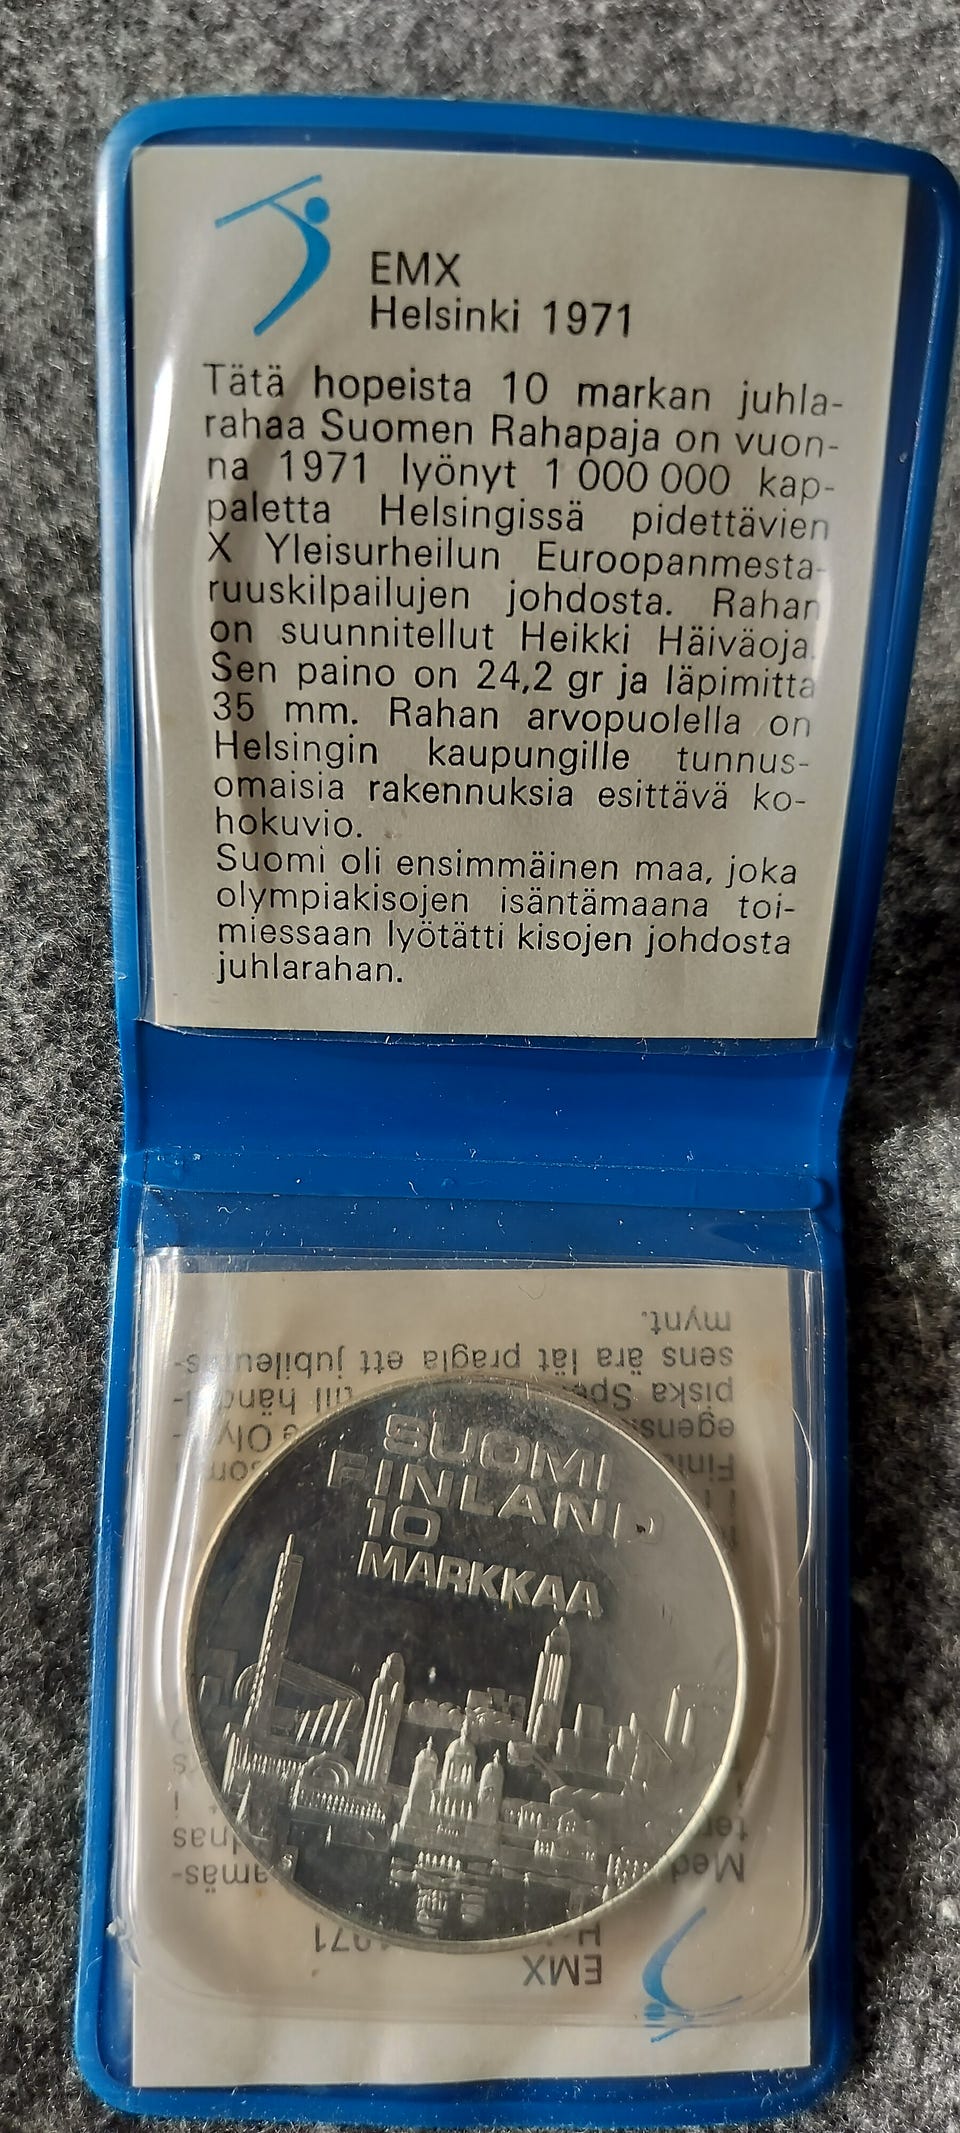 EMX
Helsinki 1971
Tätä hopeista 10 markan juhla-
rahaa Suomen Rahapaja on vuon-
na 1971 lyönyt 1 000 000 kap-
paletta Helsingissä pidettävien
X Yleisurheilun Euroopanmesta-
ruuskilpailujen johdosta. Rahan
on suunnitellut Heikki Häiväoja.
Sen paino on 24,2 gr ja läpimitta
35 mm. Rahan arvopuolella on
Helsingin kaupungille tunnus-
omaisia rakennuksia esittävä ko-
hokuvio.
Suomi oli ensimmäinen maa, joka
olympiakisojen isäntämaana toi-
miessaan lyötätti kisojen johdosta
juhlarahan.
SUOMI
FINLAND
10
MARKKAA
EMX
1971
piska till
sens ära lät prägla ett jubileums-
mynt.